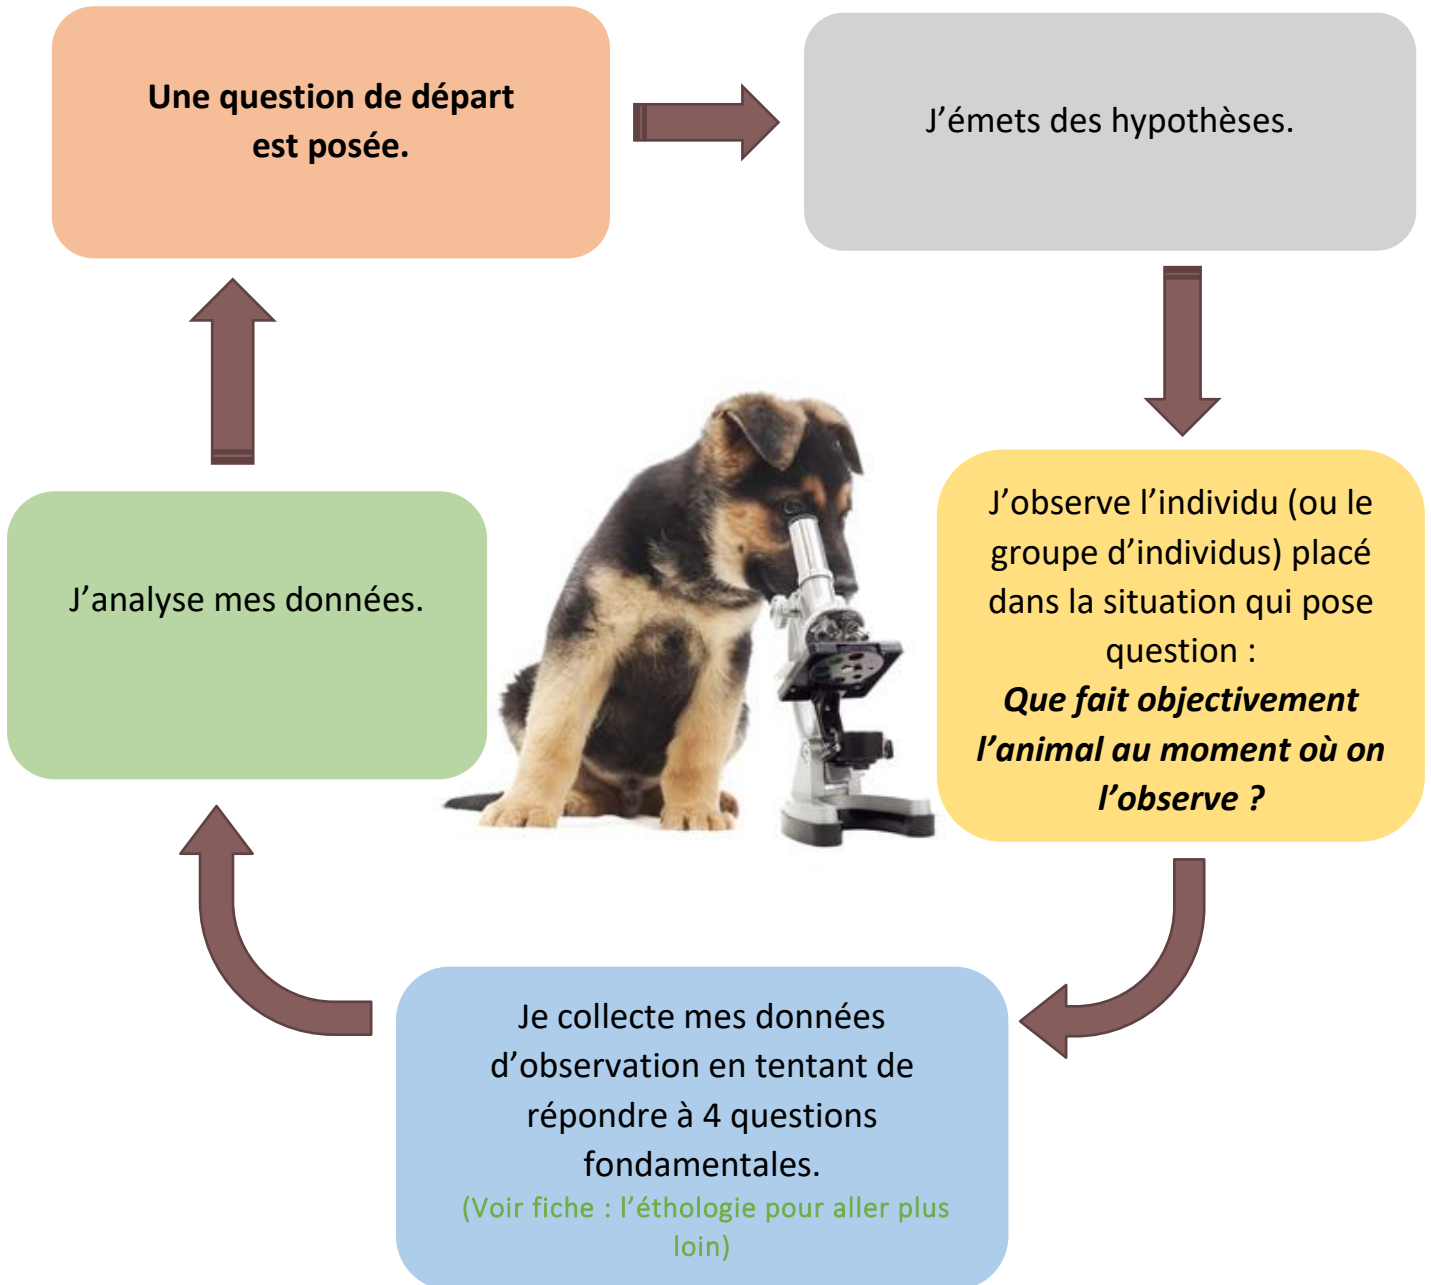 Une question de départ
est posée.
J’émets des hypothèses.
J’observe l’individu (ou le
groupe d’individus) placé
dans la situation qui pose
question :
Que fait objectivement
l’animal au moment où on
l’observe ?
Je collecte mes données
d’observation en tentant de
répondre à 4 questions
fondamentales.
(Voir fiche : l’éthologie pour aller plus
loin)
J’analyse mes données.